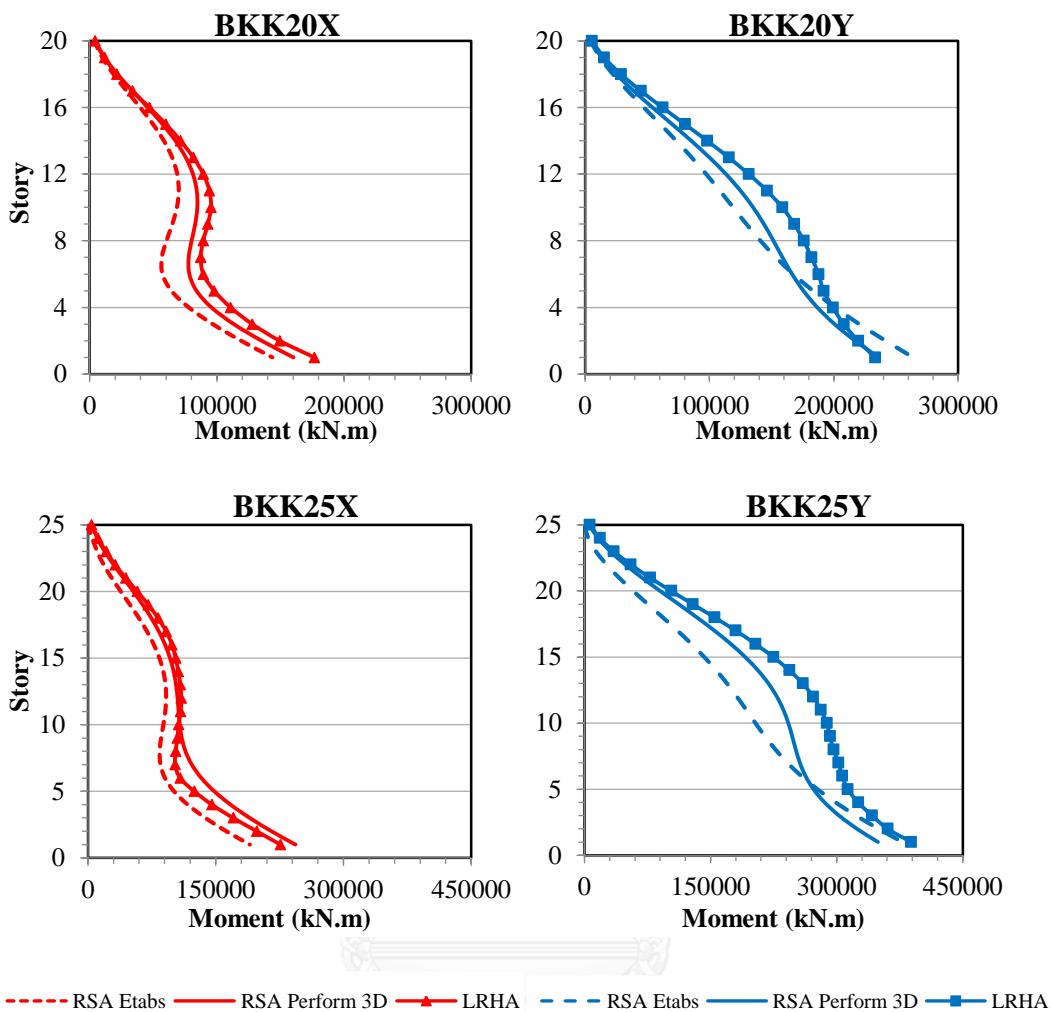 BKK20X
BKK20Y
20
16
12
8
4
0
Story
0 100000 200000 300000
Moment (kN.m)
20
16
12
8
4
0
0 100000 200000 300000
Moment (kN.m)
BKK25X
BKK25Y
25
20
15
10
5
0
Story
0 150000 300000 450000
Moment (kN.m)
25
20
15
10
5
0
0 150000 300000 450000
Moment (kN.m)
RSA Etabs RSA Perform 3D LRHA RSA Etabs RSA Perform 3D LRHA